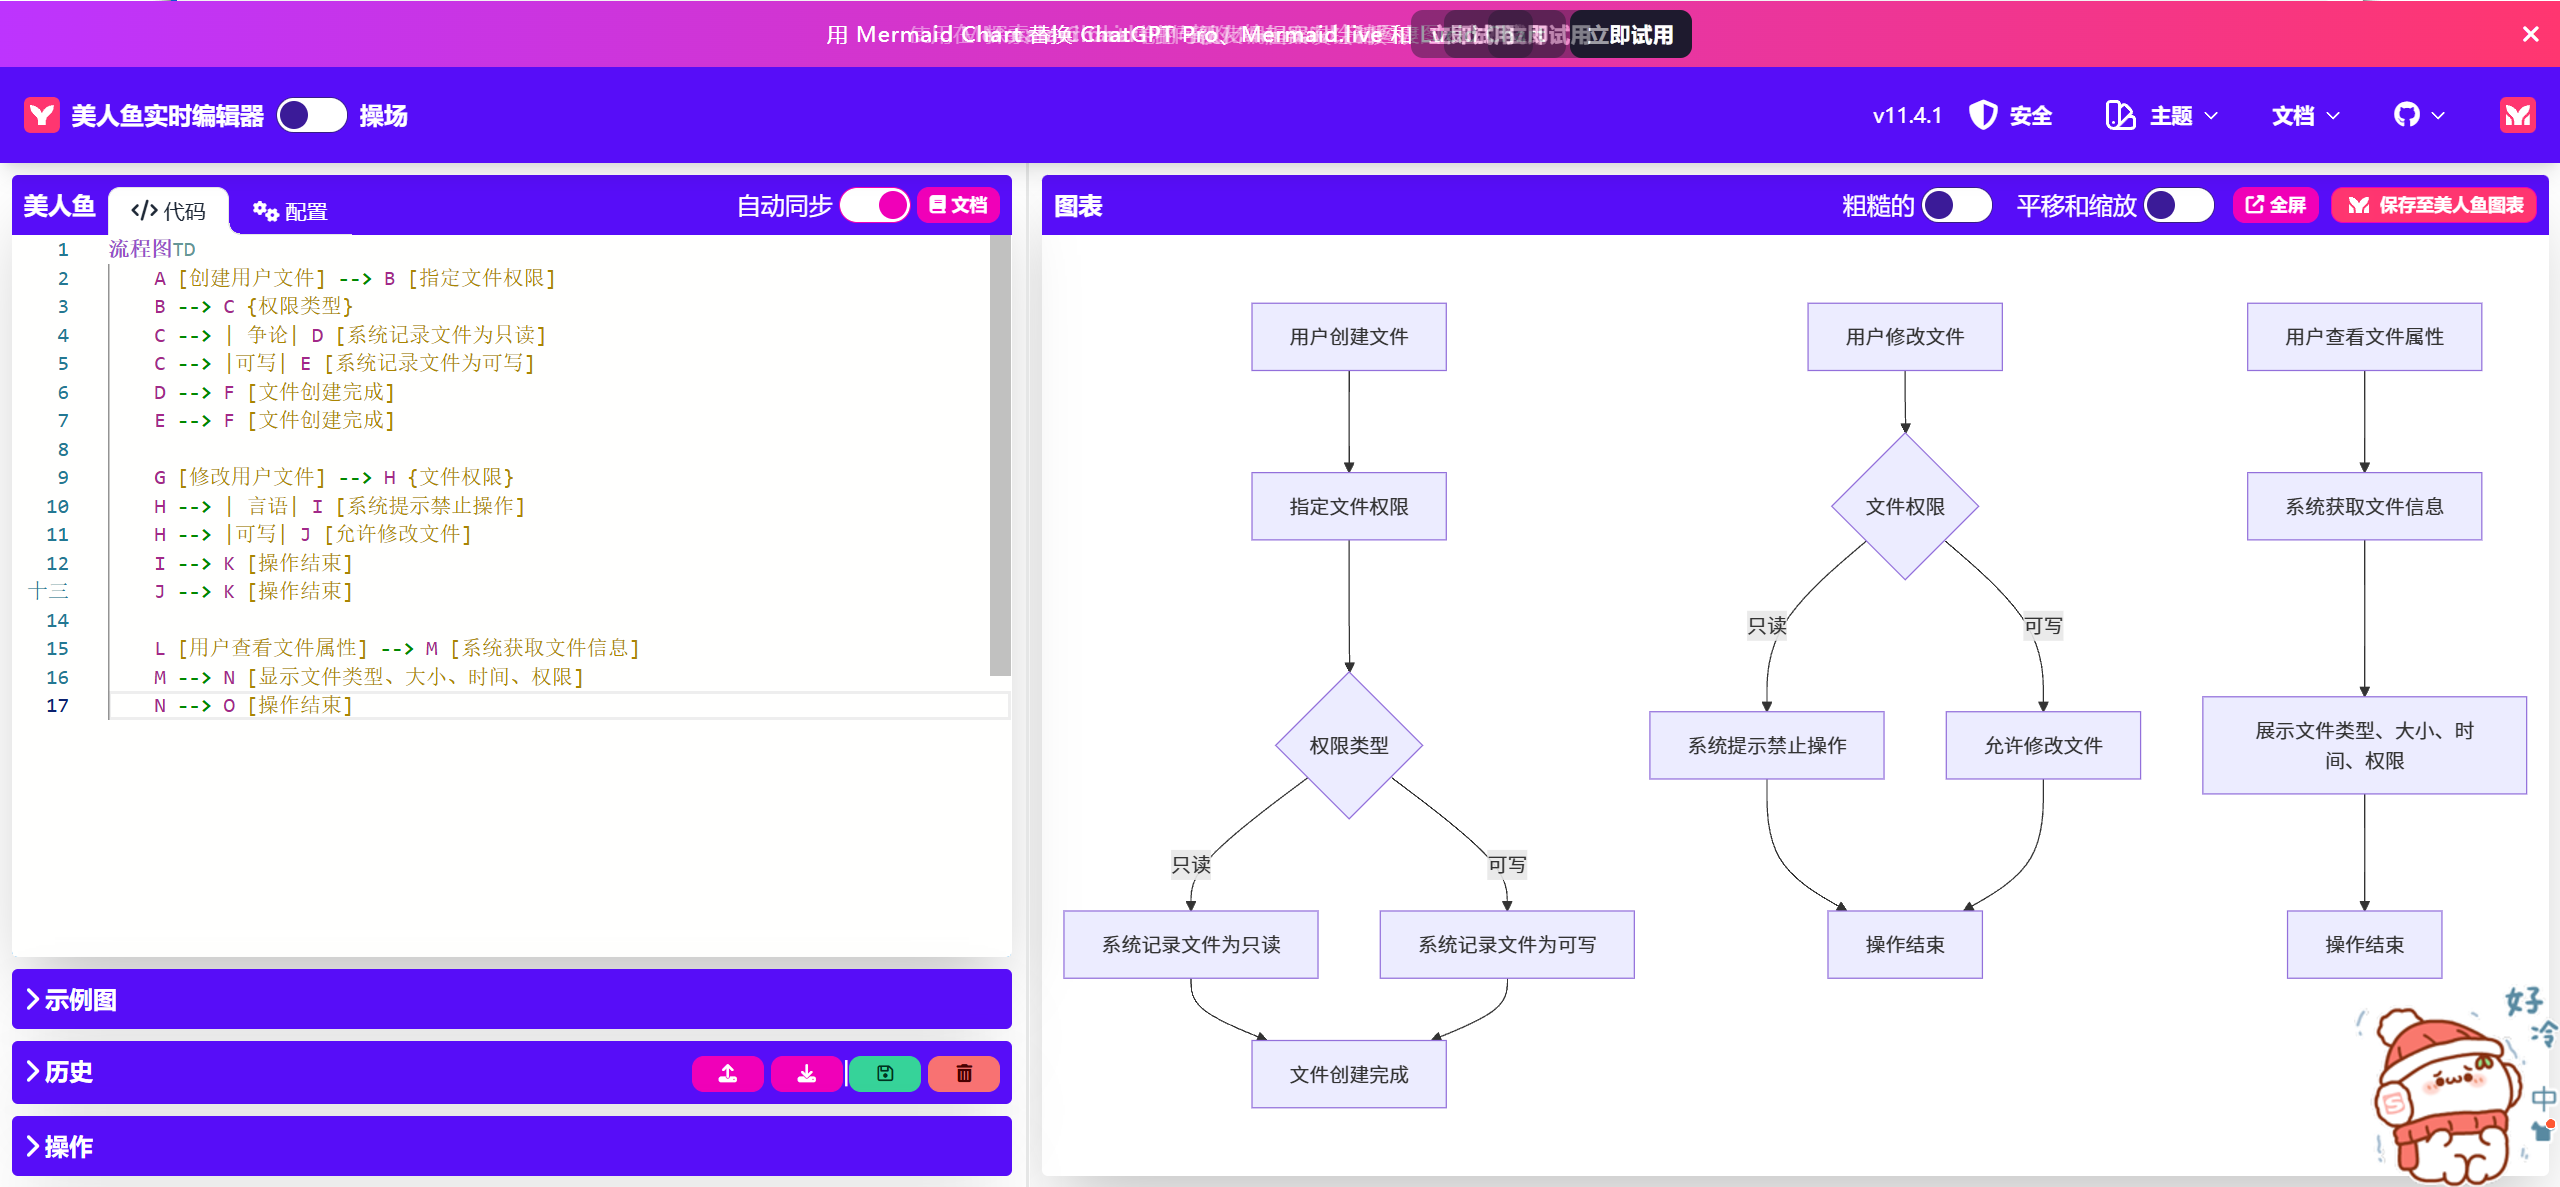 用 Mermaid Chart 替换 ChatGPT Pro、Mermaid.live 和
立即试用
美人鱼实时编辑器 操场
v11.4.1 安全 主题 文档
美人鱼 代码 配置 自动同步 文档
1 流程图TD
2 A [创建用户文件] --> B [指定文件权限]
3 B --> C {权限类型}
4 C --> | 争论| D [系统记录文件为只读]
5 C --> |可写| E [系统记录文件为可写]
6 D --> F [文件创建完成]
7 E --> F [文件创建完成]
8
9 G [修改用户文件] --> H {文件权限}
10 H --> | 言语| I [系统提示禁止操作]
11 H --> |可写| J [允许修改文件]
12 I --> K [操作结束]
十三 J --> K [操作结束]
14
15 L [用户查看文件属性] --> M [系统获取文件信息]
16 M --> N [显示文件类型、大小、时间、权限]
17 N --> O [操作结束]
示例图
历史
操作
图表 粗糙的 平移和缩放 全屏 保存至美人鱼图表
用户创建文件
指定文件权限
权限类型
只读 可写
系统记录文件为只读 系统记录文件为可写
文件创建完成
用户修改文件
文件权限
只读 可写
系统提示禁止操作 允许修改文件
操作结束
用户查看文件属性
系统获取文件信息
展示文件类型、大小、时
间、权限
操作结束
好
冷
中